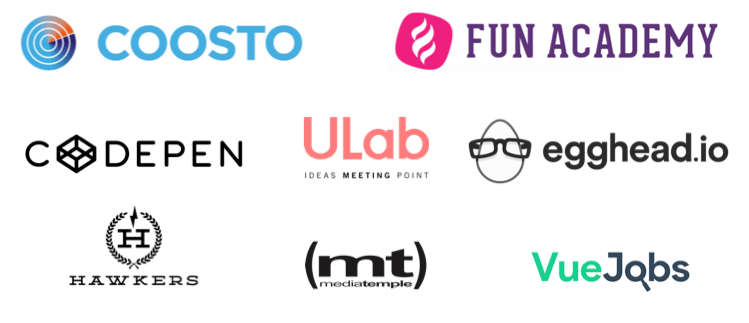 COOSTO
FUN ACADEMY
CODEPEN
ULab
IDEAS MEETING POINT
egghead.io
H
HAWKERS
(mt)
mediatemple
VueJobs